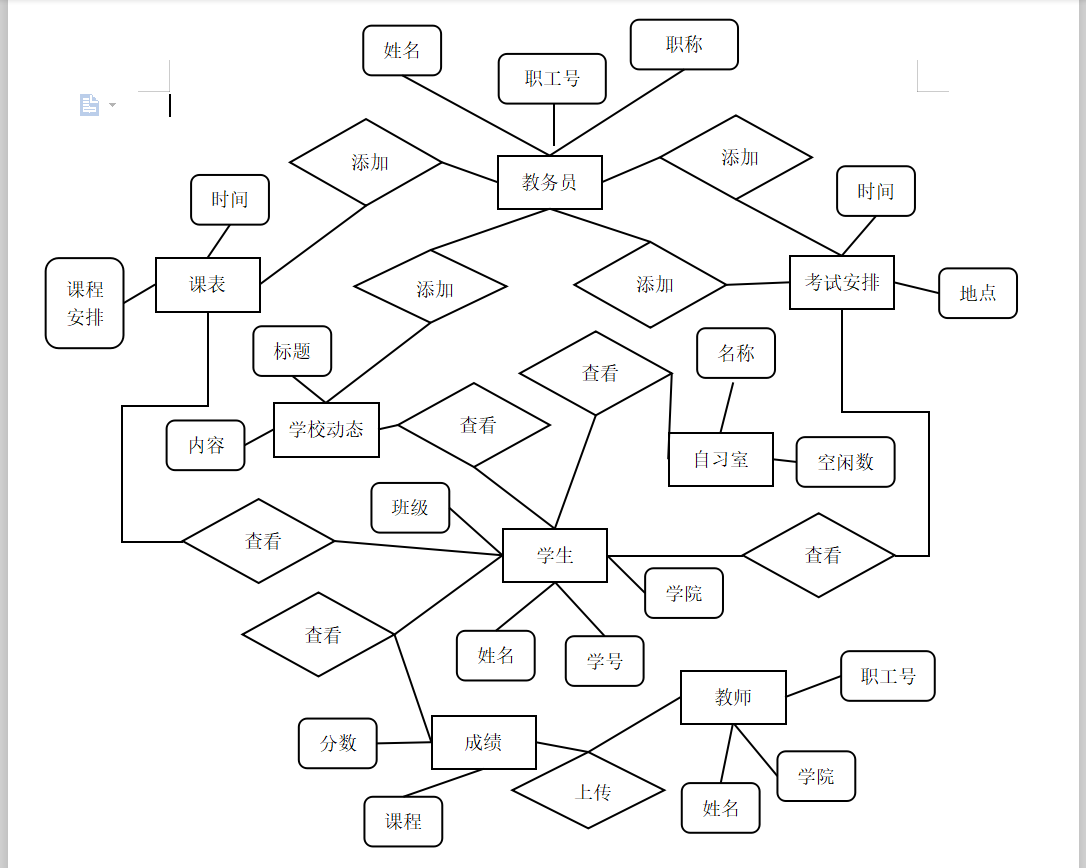 姓名
职工号
职称
添加
教务员
添加
时间
时间
课程
安排
课表
添加
添加
考试安排
地点
标题
查看
名称
内容
学校动态
查看
自习室
空闲数
班级
查看
学生
查看
学院
查看
姓名
学号
教师
职工号
分数
成绩
上传
学院
课程
姓名